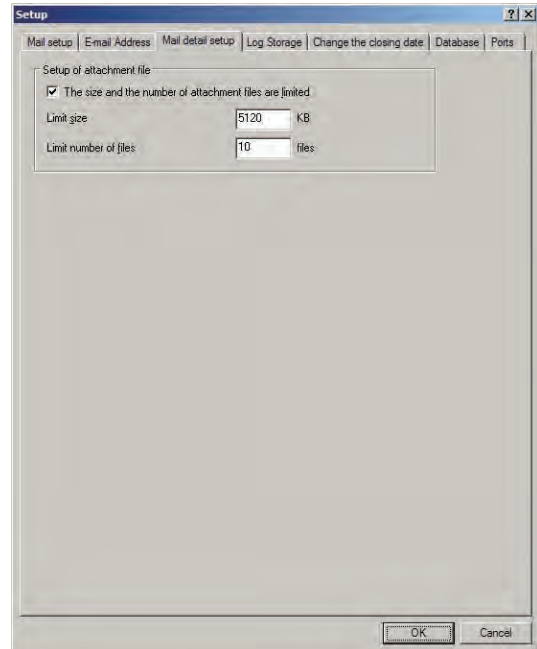 Setup
Mail setup E-mail Address Mail detail setup Log Storage Change the closing date Database Ports
Setup of attachment file
The size and the number of attachment files are limited
Limit size 5120 KB
Limit number of files 10 files
OK Cancel